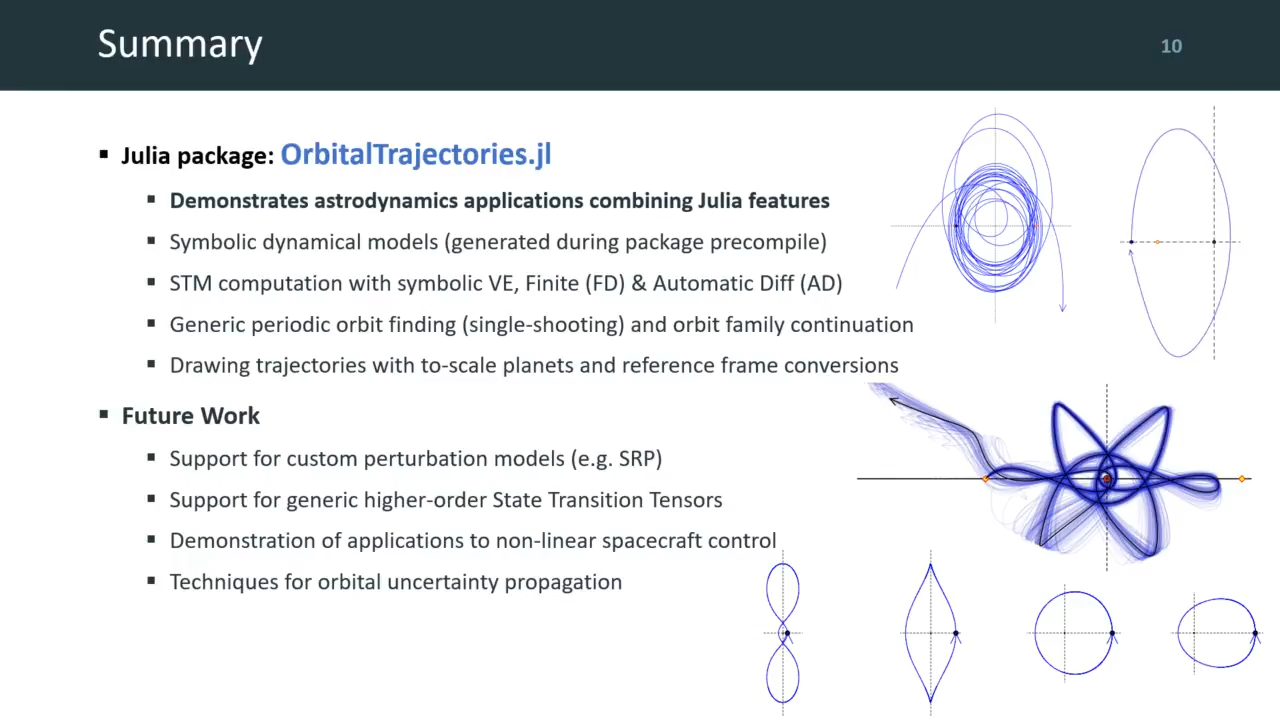 Summary
10
▪ Julia package: OrbitalTrajectories.jl
▪ Demonstrates astrodynamics applications combining Julia features
▪ Symbolic dynamical models (generated during package precompile)
▪ STM computation with symbolic VE, Finite (FD) & Automatic Diff (AD)
▪ Generic periodic orbit finding (single-shooting) and orbit family continuation
▪ Drawing trajectories with to-scale planets and reference frame conversions
▪ Future Work
▪ Support for custom perturbation models (e.g. SRP)
▪ Support for generic higher-order State Transition Tensors
▪ Demonstration of applications to non-linear spacecraft control
▪ Techniques for orbital uncertainty propagation